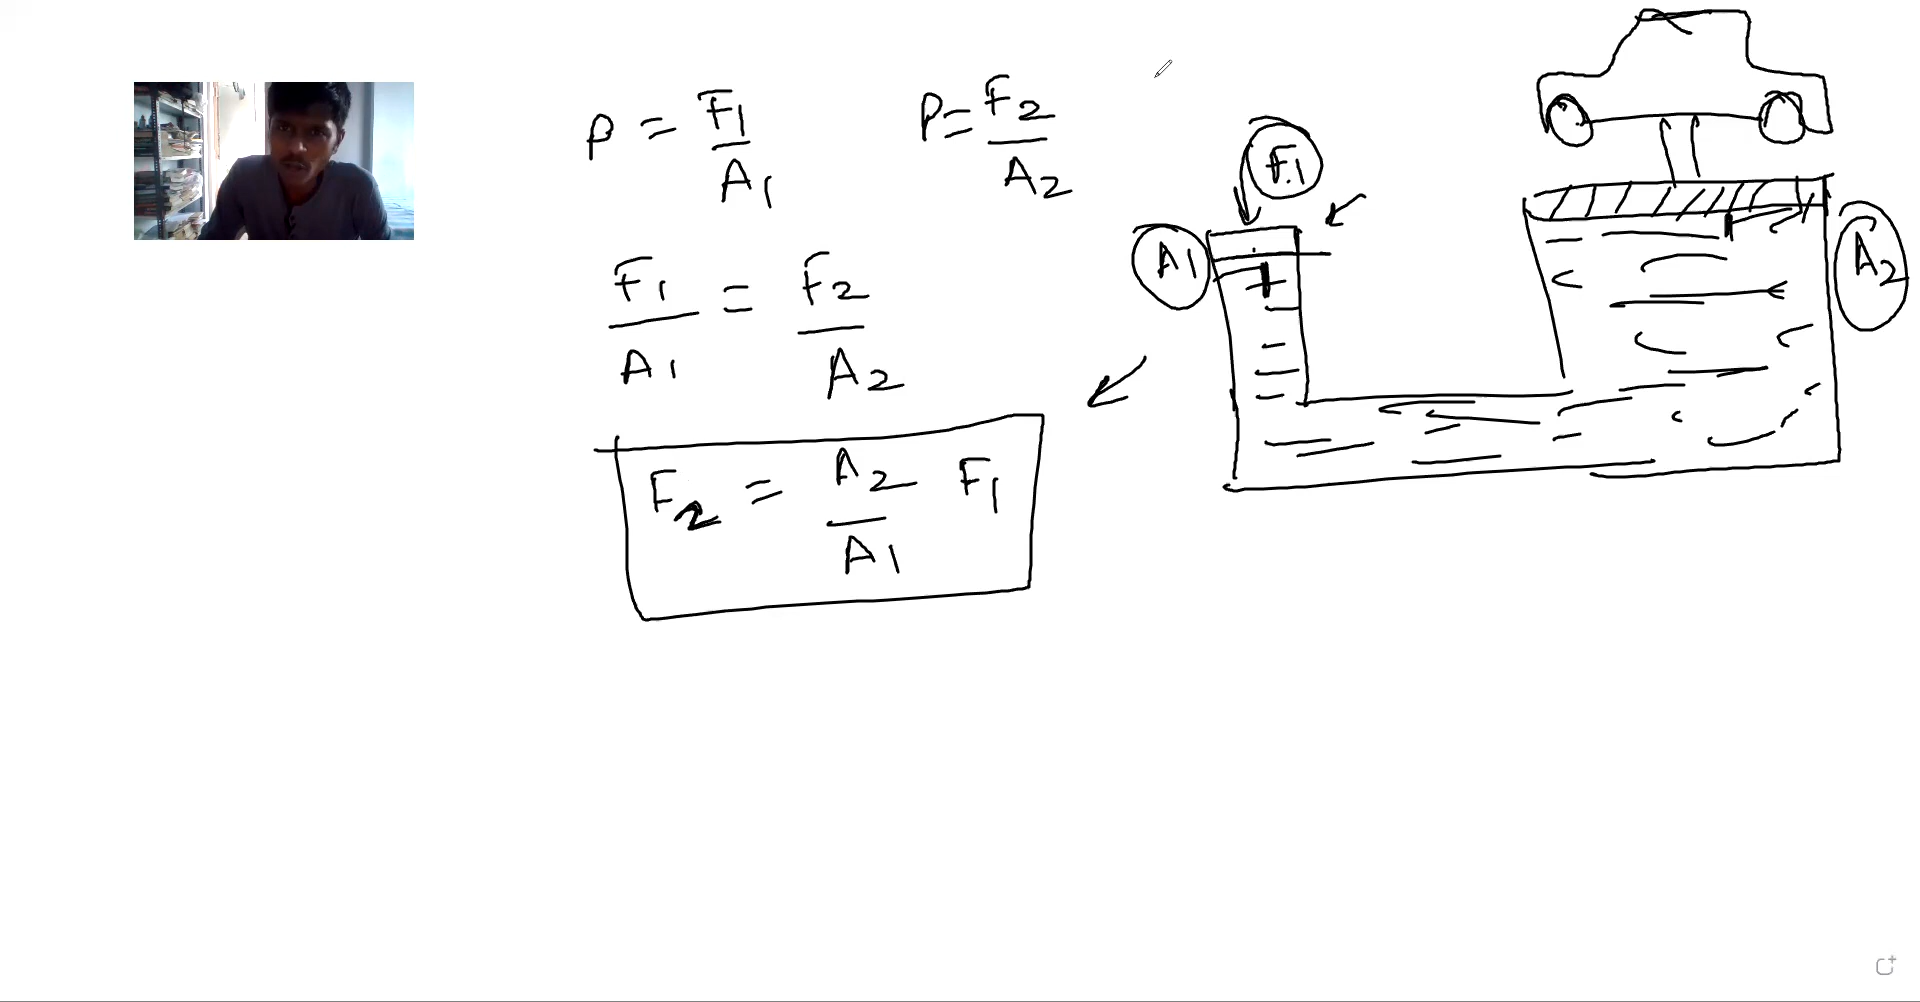 P = F1/A1    P = F2/A2
F1/A1 = F2/A2
F2 = A2/A1 F1
F1
A1
A2